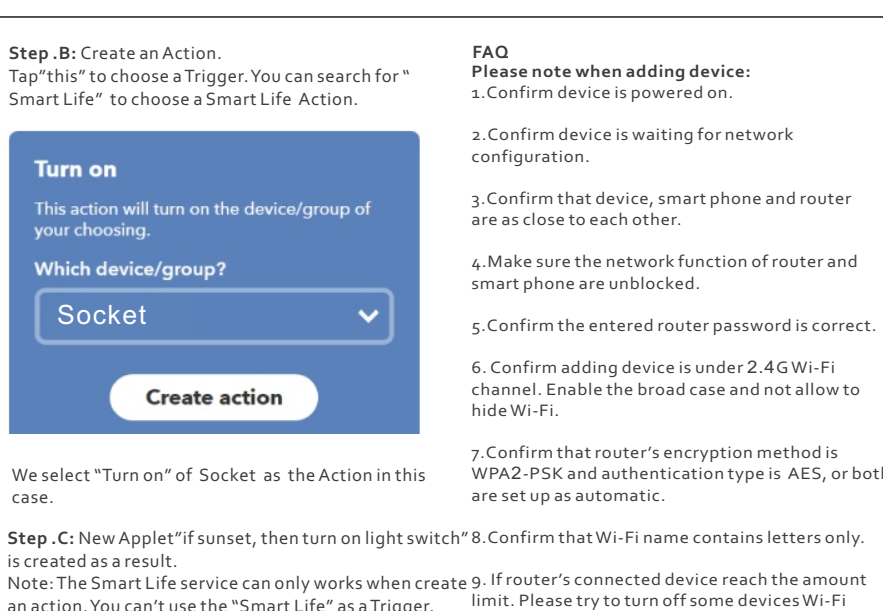 Step .B: Create an Action.
Tap"this" to choose a Trigger. You can search for "
Smart Life" to choose a Smart Life Action.
Turn on
This action will turn on the device/group of
your choosing.
Which device/group?
Socket
Create action
We select "Turn on" of Socket as the Action in this
case.
Step .C: New Applet"if sunset, then turn on light switch"
is created as a result.
Note: The Smart Life service can only works when create
an action. You can't use the "Smart Life" as a Trigger.
FAQ
Please note when adding device:
1.Confirm device is powered on.
2.Confirm device is waiting for network
configuration.
3.Confirm that device, smart phone and router
are as close to each other.
4.Make sure the network function of router and
smart phone are unblocked.
5.Confirm the entered router password is correct.
6. Confirm adding device is under 2.4G Wi-Fi
channel. Enable the broad case and not allow to
hide Wi-Fi.
7.Confirm that router's encryption method is
WPA2-PSK and authentication type is AES, or both
are set up as automatic.
8.Confirm that Wi-Fi name contains letters only.
9. If router's connected device reach the amount
limit. Please try to turn off some devices Wi-Fi